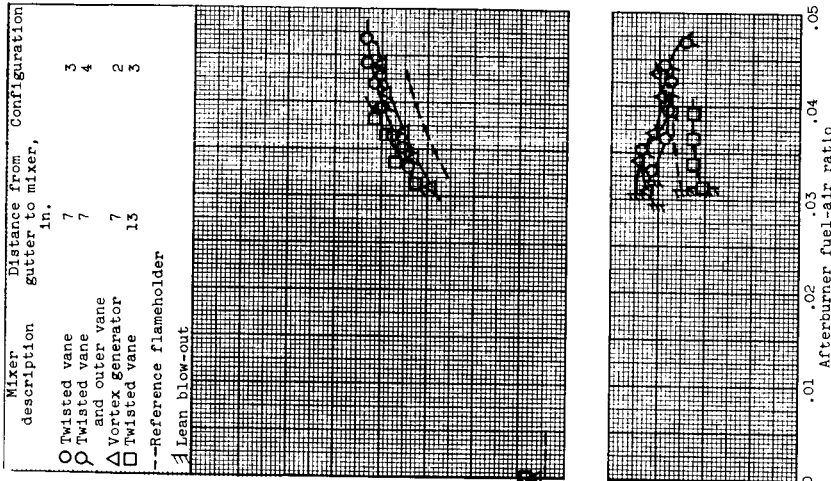 Mixer description Distance from gutter to mixer, in. Configuration
Twisted vane 7 3
Twisted vane and outer vane 7 4
Vortex generator 7 2
Twisted vane 13 3
--Reference flameholder
Lean blow-out
0 .01 .02 .03 .04 .05
Afterburner fuel-air ratio